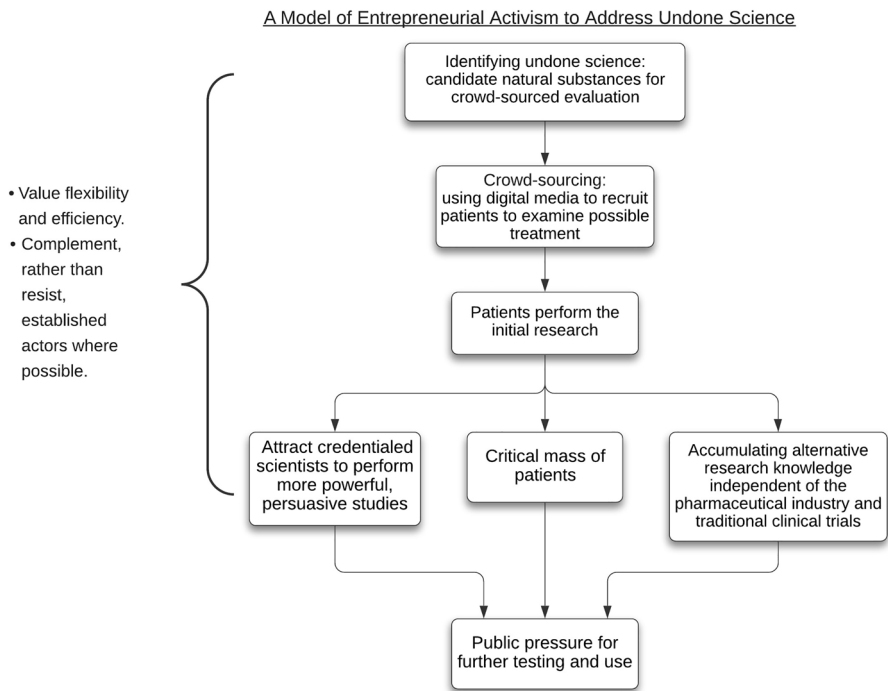 A Model of Entrepreneurial Activism to Address Undone Science
Identifying undone science:
candidate natural substances for
crowd-sourced evaluation
Crowd-sourcing:
using digital media to recruit
patients to examine possible
treatment
• Value flexibility
and efficiency.
• Complement,
rather than
resist,
established
actors where
possible.
Patients perform the
initial research
Attract credentialed
scientists to perform
more powerful,
persuasive studies
Critical mass of
patients
Accumulating alternative
research knowledge
independent of the
pharmaceutical industry and
traditional clinical trials
Public pressure for
further testing and use